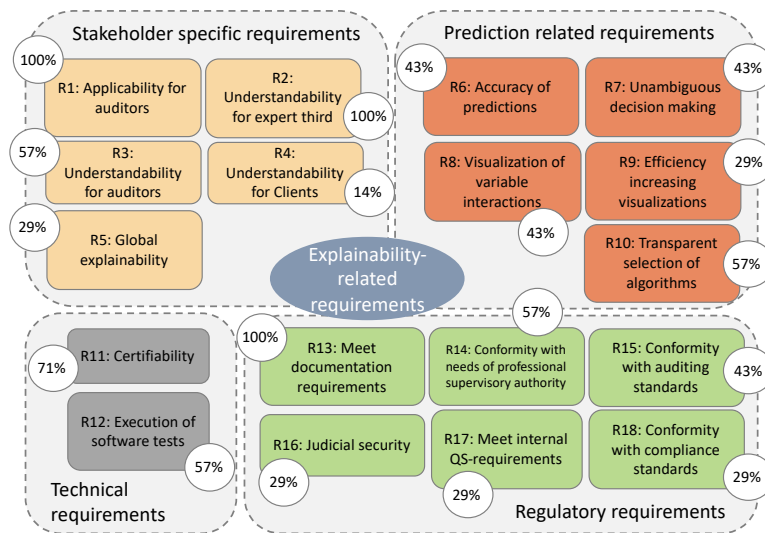 Stakeholder specific requirements
100%
R1: Applicability for
auditors
R2:
Understandability
for expert third
100%
57%
R3:
Understandability
for auditors
R4:
Understandability
for Clients
14%
29%
R5: Global
explainability
Prediction related requirements
43%
R6: Accuracy of
predictions
R7: Unambiguous
decision making
43%
R8: Visualization of
variable
interactions
43%
R9: Efficiency
increasing
visualizations
29%
R10: Transparent
selection of
algorithms
57%
Explainability-
related
requirements
R11: Certifiability
71%
R12: Execution of
software tests
57%
Technical
requirements
100%
R13: Meet
documentation
requirements
57%
R14: Conformity with
needs of professional
supervisory authority
R15: Conformity
with auditing
standards
43%
R16: Judicial security
29%
R17: Meet internal
QS-requirements
29%
R18: Conformity
with compliance
standards
29%
Regulatory requirements